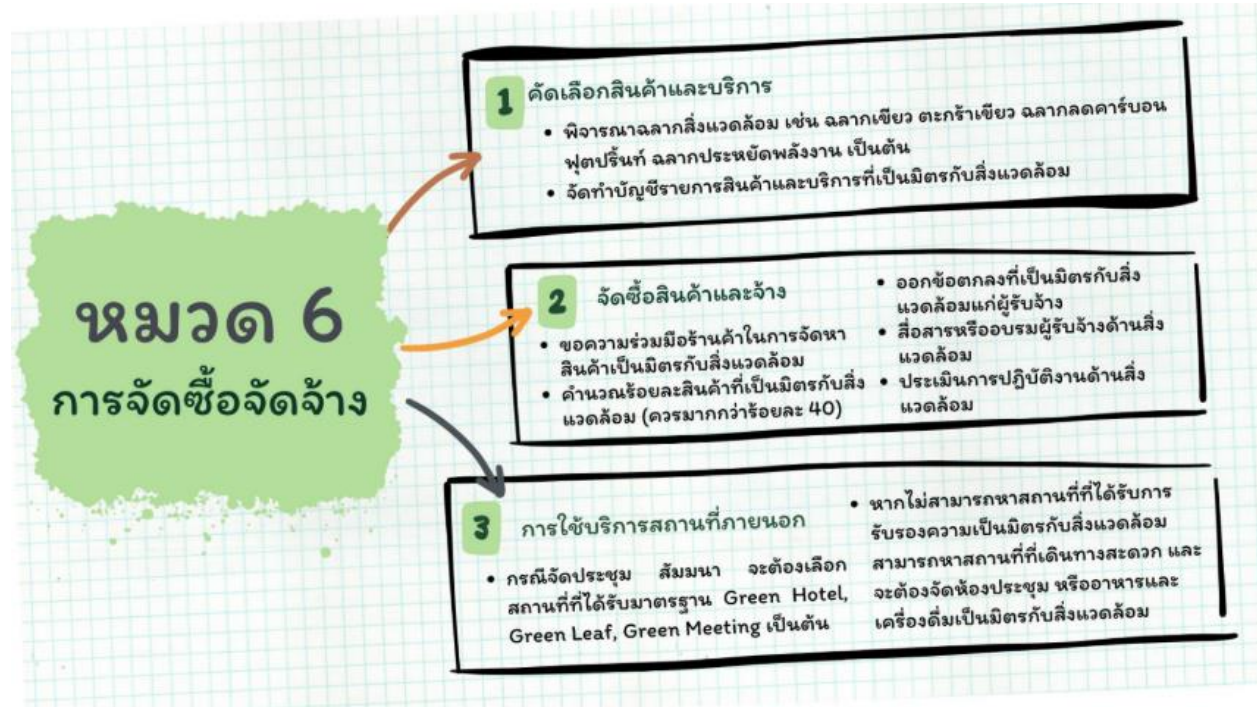 หมวด 6
การจัดซื้อจัดจ้าง
1 คัดเลือกสินค้าและบริการ
• พิจารณาฉลากสิ่งแวดล้อม เช่น ฉลากเขียว ตะกร้าเขียว ฉลากลดคาร์บอน
ฟุตปริ้นท์ ฉลากประหยัดพลังงาน เป็นต้น
• จัดทำบัญชีรายการสินค้าและบริการที่เป็นมิตรกับสิ่งแวดล้อม
2 จัดซื้อสินค้าและจ้าง
• ขอความร่วมมือร้านค้าในการจัดหา
สินค้าเป็นมิตรกับสิ่งแวดล้อม
• คำนวณร้อยละสินค้าที่เป็นมิตรกับสิ่ง
แวดล้อม (ควรมากกว่าร้อยละ 40)
• ออกข้อตกลงที่เป็นมิตรกับสิ่ง
แวดล้อมแก่ผู้รับจ้าง
• สื่อสารหรืออบรมผู้รับจ้างด้านสิ่ง
แวดล้อม
• ประเมินการปฏิบัติงานด้านสิ่ง
แวดล้อม
3 การใช้บริการสถานที่ภายนอก
• กรณีจัดประชุม สัมมนา จะต้องเลือก
สถานที่ที่ได้รับมาตรฐาน Green Hotel,
Green Leaf, Green Meeting เป็นต้น
• หากไม่สามารถหาสถานที่ที่ได้รับการ
รับรองความเป็นมิตรกับสิ่งแวดล้อม
สามารถหาสถานที่ที่เดินทางสะดวก และ
จะต้องจัดห้องประชุม หรืออาหารและ
เครื่องดื่มเป็นมิตรกับสิ่งแวดล้อม